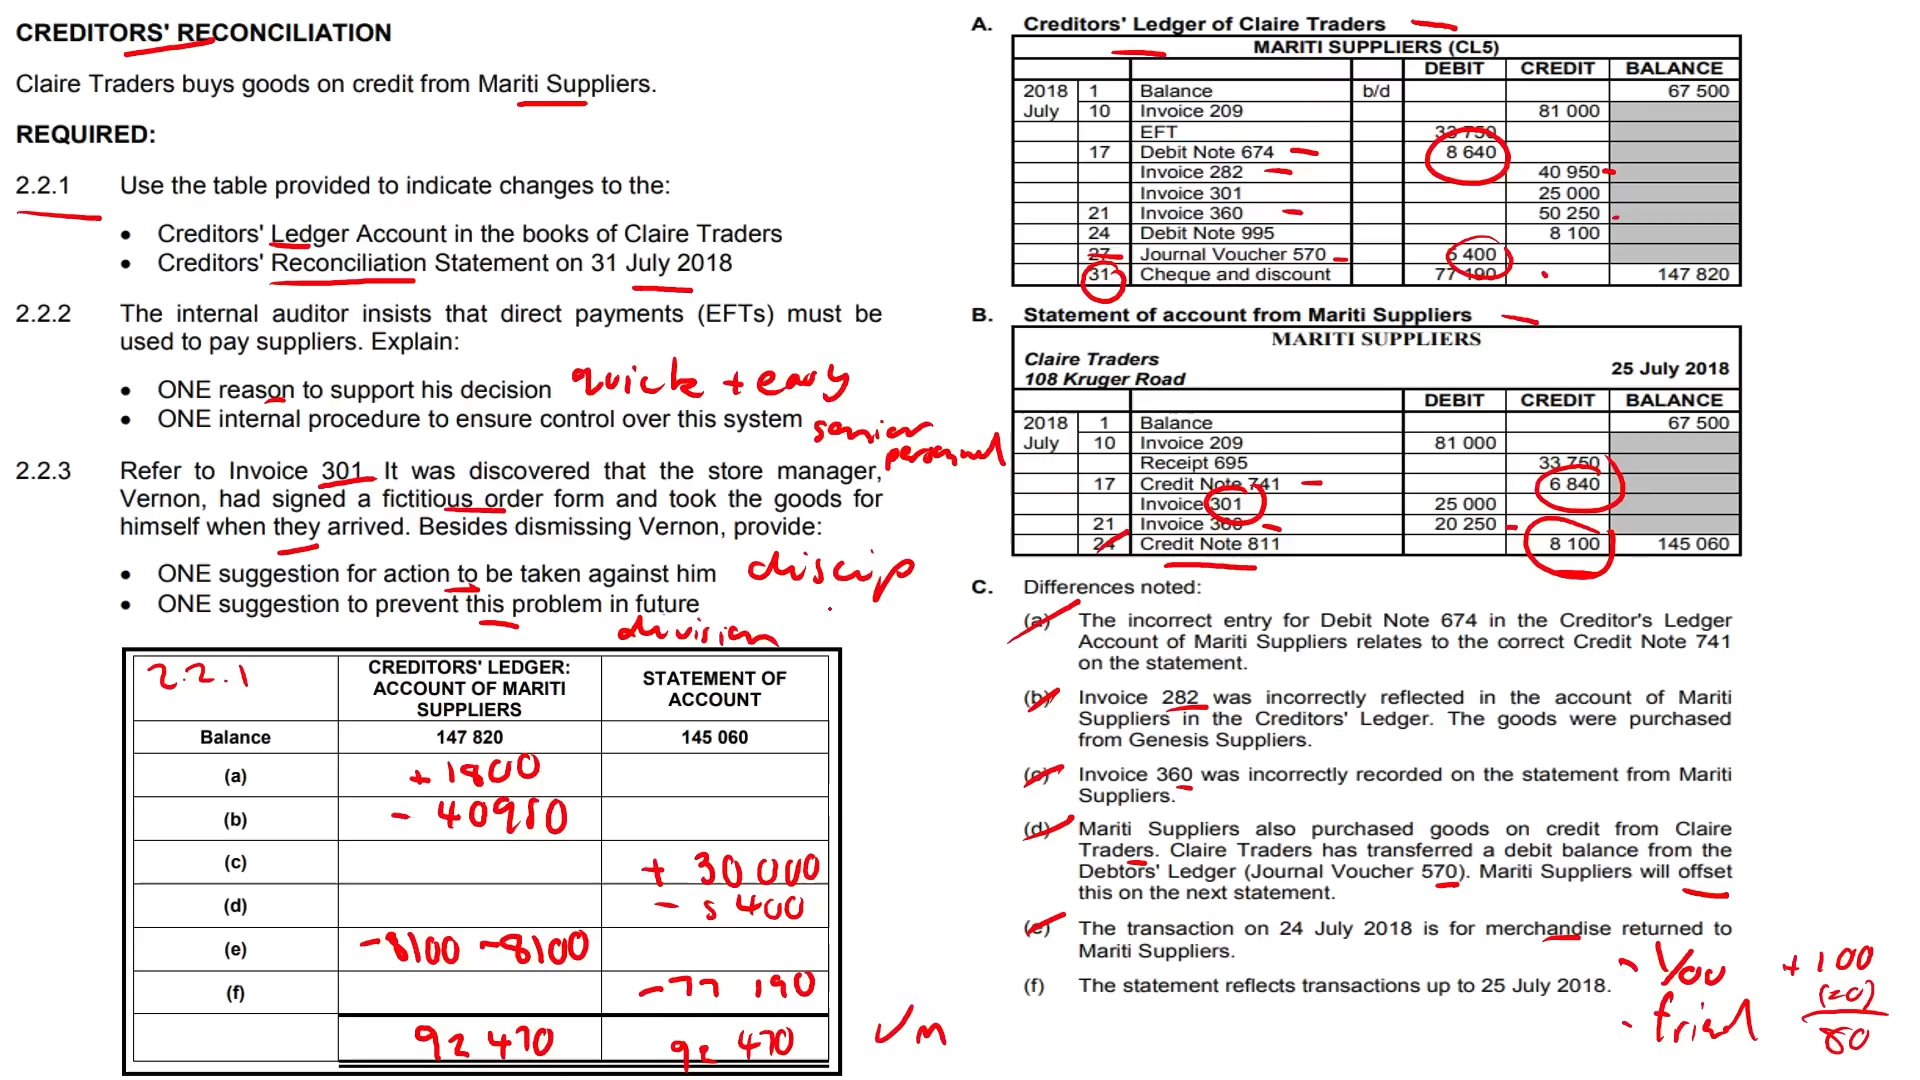 CREDITORS' RECONCILIATION
Claire Traders buys goods on credit from Mariti Suppliers.
REQUIRED:
2.2.1 Use the table provided to indicate changes to the:
• Creditors' Ledger Account in the books of Claire Traders
• Creditors' Reconciliation Statement on 31 July 2018
2.2.2 The internal auditor insists that direct payments (EFTs) must be
used to pay suppliers. Explain:
• ONE reason to support his decision quick + easy
• ONE internal procedure to ensure control over this system senior
personnel
2.2.3 Refer to Invoice 301. It was discovered that the store manager,
Vernon, had signed a fictitious order form and took the goods for
himself when they arrived. Besides dismissing Vernon, provide:
• ONE suggestion for action to be taken against him discip
• ONE suggestion to prevent this problem in future
division
2.2.1 CREDITORS' LEDGER: ACCOUNT OF MARITI SUPPLIERS STATEMENT OF ACCOUNT
Balance 147 820 145 060
(a) + 1800
(b) - 40950
(c) + 30 000
(d) - 5 400
(e) -8100 -8100
(f) -77 190
92 470 92 470
A. Creditors' Ledger of Claire Traders
MARITI SUPPLIERS (CL5)
DEBIT CREDIT BALANCE
2018 1 Balance b/d 67 500
July 10 Invoice 209 81 000
EFT 33 750
17 Debit Note 674 8 640
Invoice 282 40 950
Invoice 301 25 000
21 Invoice 360 50 250
24 Debit Note 995 8 100
27 Journal Voucher 570 5 400
31 Cheque and discount 77 190 147 820
B. Statement of account from Mariti Suppliers
MARITI SUPPLIERS
Claire Traders
108 Kruger Road 25 July 2018
DEBIT CREDIT BALANCE
2018 1 Balance 67 500
July 10 Invoice 209 81 000
Receipt 695 33 750
17 Credit Note 741 6 840
Invoice 301 25 000
21 Invoice 360 20 250
24 Credit Note 811 8 100 145 060
C. Differences noted:
(a) The incorrect entry for Debit Note 674 in the Creditor's Ledger
Account of Mariti Suppliers relates to the correct Credit Note 741
on the statement.
(b) Invoice 282 was incorrectly reflected in the account of Mariti
Suppliers in the Creditors' Ledger. The goods were purchased
from Genesis Suppliers.
(c) Invoice 360 was incorrectly recorded on the statement from Mariti
Suppliers.
(d) Mariti Suppliers also purchased goods on credit from Claire
Traders. Claire Traders has transferred a debit balance from the
Debtors' Ledger (Journal Voucher 570). Mariti Suppliers will offset
this on the next statement.
(e) The transaction on 24 July 2018 is for merchandise returned to
Mariti Suppliers.
(f) The statement reflects transactions up to 25 July 2018.
- You + 100
- friend (20)
80